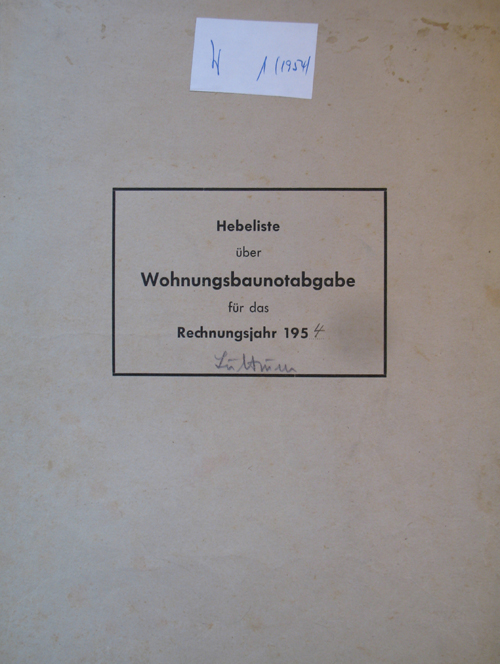 W 1 (1954)
Hebeliste
über
Wohnungsbaunotabgabe
für das
Rechnungsjahr 1954